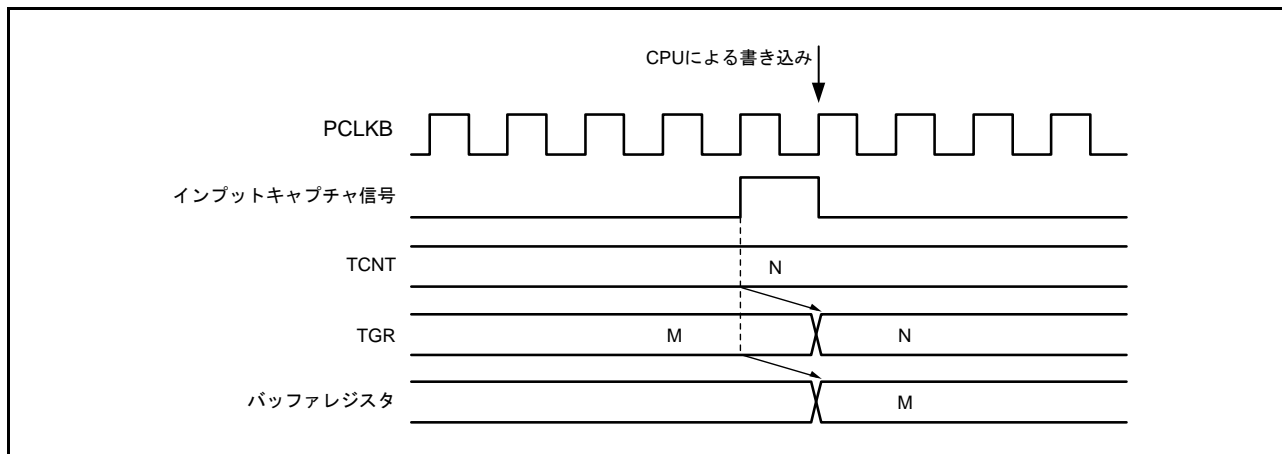 CPUによる書き込み
PCLKB
インプットキャプチャ信号
TCNT
N
TGR
M
N
バッファレジスタ
M